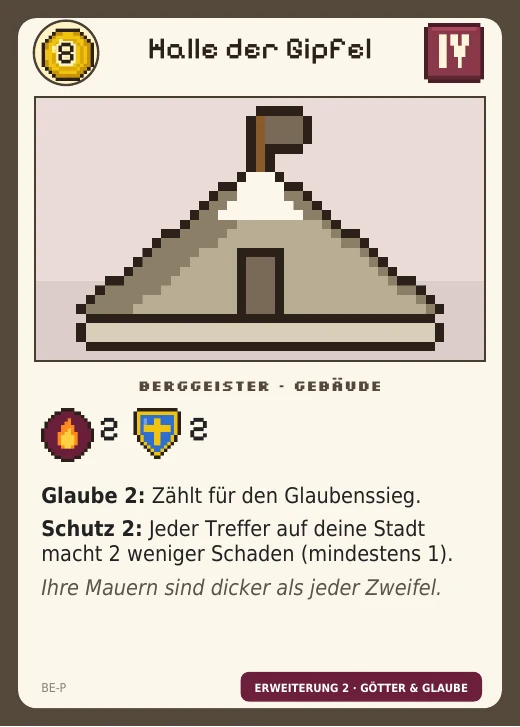 8
Halle der Gipfel
IV
BERGGEISTER - GEBÄUDE
2
2
Glaube 2: Zählt für den Glaubenssieg.
Schutz 2: Jeder Treffer auf deine Stadt
macht 2 weniger Schaden (mindestens 1).
Ihre Mauern sind dicker als jeder Zweifel.
BE-P
ERWEITERUNG 2 · GÖTTER & GLAUBE